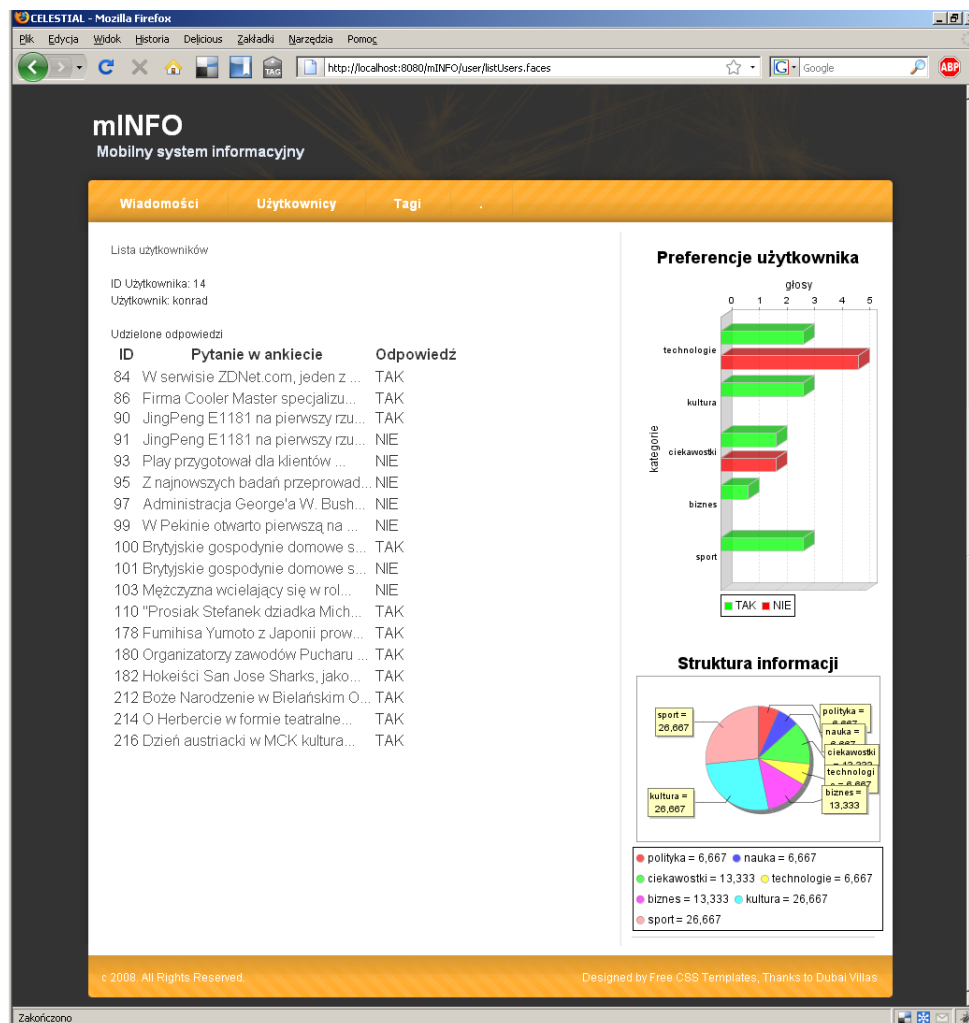 CELESTIAL - Mozilla Firefox
Plik Edycja Widok Historia Delicious Zakładki Narzędzia Pomoc
TAG http://localhost:8080/mINFO/user/listUsers.faces G Google ABP
mINFO
Mobilny system informacyjny
Wiadomości Użytkownicy Tagi .
Lista użytkowników
ID Użytkownika: 14
Użytkownik: konrad
Udzielone odpowiedzi
ID Pytanie w ankiecie Odpowiedź
84 W serwisie ZDNet.com, jeden z ... TAK
86 Firma Cooler Master specjalizu... TAK
90 JingPeng E1181 na pierwszy rzu... TAK
91 JingPeng E1181 na pierwszy rzu... NIE
93 Play przygotował dla klientów ... NIE
95 Z najnowszych badań przeprowad... NIE
97 Administracja George'a W. Bush... NIE
99 W Pekinie otwarto pierwszą na ... NIE
100 Brytyjskie gospodynie domowe s... TAK
101 Brytyjskie gospodynie domowe s... NIE
103 Mężczyzna wcielający się w rol... NIE
110 "Prosiak Stefanek dziadka Mich... TAK
178 Fumihisa Yumoto z Japonii prow... TAK
180 Organizatorzy zawodów Pucharu ... TAK
182 Hokeiści San Jose Sharks, jako... TAK
212 Boże Narodzenie w Bielańskim O... TAK
214 O Herbercie w formie teatralne... TAK
216 Dzień austriacki w MCK kultura... TAK
Preferencje użytkownika
głosy
0 1 2 3 4 5
kategorie
technologie
kultura
ciekawostki
biznes
sport
TAK NIE
Struktura informacji
sport =
26,667
polityka =
6,667
nauka =
6,667
ciekawostki
= 13,333
technologi
e = 6,667
biznes =
13,333
kultura =
26,667
polityka = 6,667 nauka = 6,667
ciekawostki = 13,333 technologie = 6,667
biznes = 13,333 kultura = 26,667
sport = 26,667
c 2008. All Rights Reserved. Designed by Free CSS Templates, Thanks to Dubai Villas
Zakończono